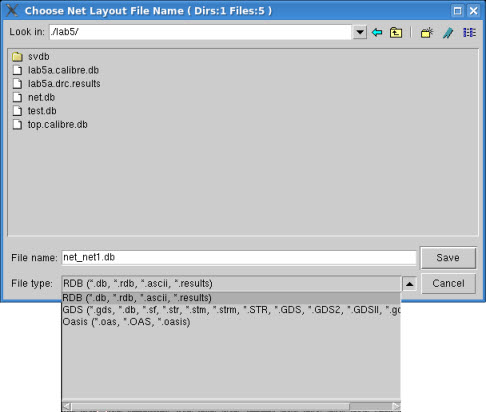 Choose Net Layout File Name ( Dirs:1 Files:5 )
Look in: ./lab5/
svdb
lab5a.calibre.db
lab5a.drc.results
net.db
test.db
top.calibre.db
File name: net_net1.db Save
File type: RDB (*.db, *.rdb, *.ascii, *.results) Cancel
RDB (*.db, *.rdb, *.ascii, *.results)
GDS (*.gds, *.db, *.sf, *.str, *.stm, *.strm, *.STR, *.GDS, *.GDS2, *.GDSII, *.gd
Oasis (*.oas, *.OAS, *.oasis)